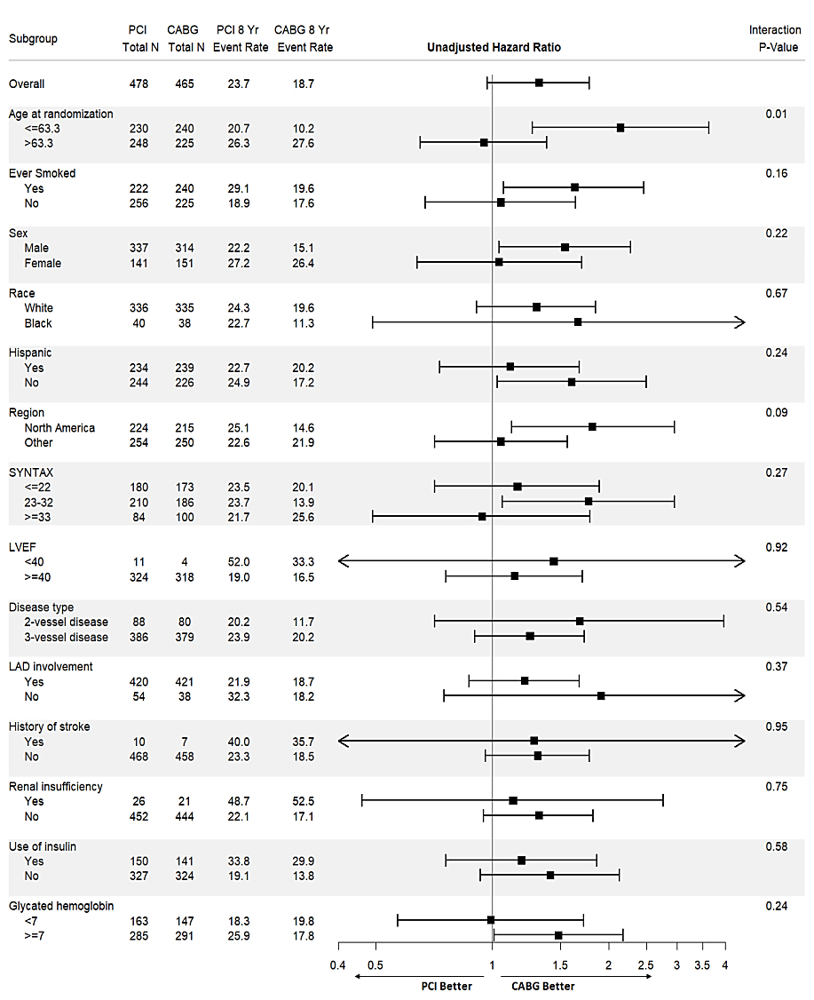 Subgroup PCI Total N CABG Total N PCI 8 Yr Event Rate CABG 8 Yr Event Rate Unadjusted Hazard Ratio Interaction P-Value
Overall 478 465 23.7 18.7
Age at randomization 0.01
<=63.3 230 240 20.7 10.2
>63.3 248 225 26.3 27.6
Ever Smoked 0.16
Yes 222 240 29.1 19.6
No 256 225 18.9 17.6
Sex 0.22
Male 337 314 22.2 15.1
Female 141 151 27.2 26.4
Race 0.67
White 336 335 24.3 19.6
Black 40 38 22.7 11.3
Hispanic 0.24
Yes 234 239 22.7 20.2
No 244 226 24.9 17.2
Region 0.09
North America 224 215 25.1 14.6
Other 254 250 22.6 21.9
SYNTAX 0.27
<=22 180 173 23.5 20.1
23-32 210 186 23.7 13.9
>=33 84 100 21.7 25.6
LVEF 0.92
<40 11 4 52.0 33.3
>=40 324 318 19.0 16.5
Disease type 0.54
2-vessel disease 88 80 20.2 11.7
3-vessel disease 386 379 23.9 20.2
LAD involvement 0.37
Yes 420 421 21.9 18.7
No 54 38 32.3 18.2
History of stroke 0.95
Yes 10 7 40.0 35.7
No 468 458 23.3 18.5
Renal insufficiency 0.75
Yes 26 21 48.7 52.5
No 452 444 22.1 17.1
Use of insulin 0.58
Yes 150 141 33.8 29.9
No 327 324 19.1 13.8
Glycated hemoglobin 0.24
<7 163 147 18.3 19.8
>=7 285 291 25.9 17.8
0.4 0.5 1 1.5 2 2.5 3 3.5 4
PCI Better CABG Better